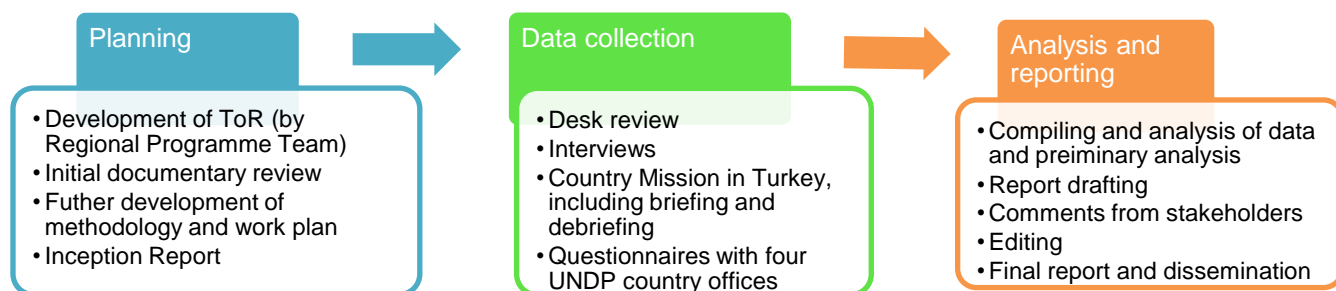 Planning
• Development of ToR (by
Regional Programme Team)
• Initial documentary review
• Futher development of
methodology and work plan
• Inception Report
Data collection
• Desk review
• Interviews
• Country Mission in Turkey,
including briefing and
debriefing
• Questionnaires with four
UNDP country offices
Analysis and
reporting
• Compiling and analysis of data
and preiminary analysis
• Report drafting
• Comments from stakeholders
• Editing
• Final report and dissemination